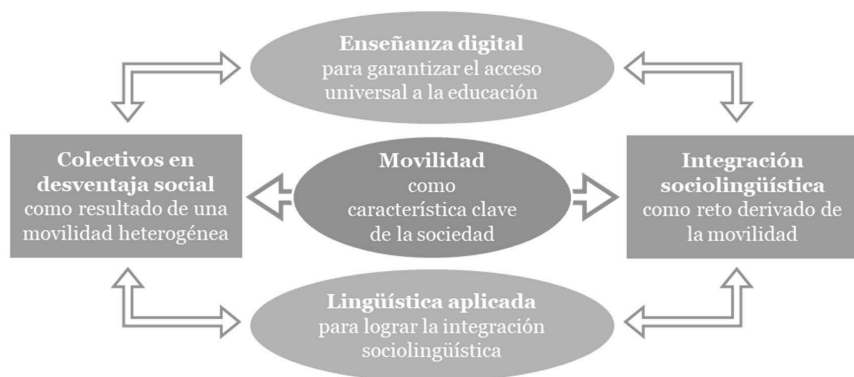 Enseñanza digital
para garantizar el acceso
universal a la educación
Colectivos en
desventaja social
como resultado de una
movilidad heterogénea
Movilidad
como
característica clave
de la sociedad
Integración
sociolingüística
como reto derivado de
la movilidad
Lingüística aplicada
para lograr la integración
sociolingüística